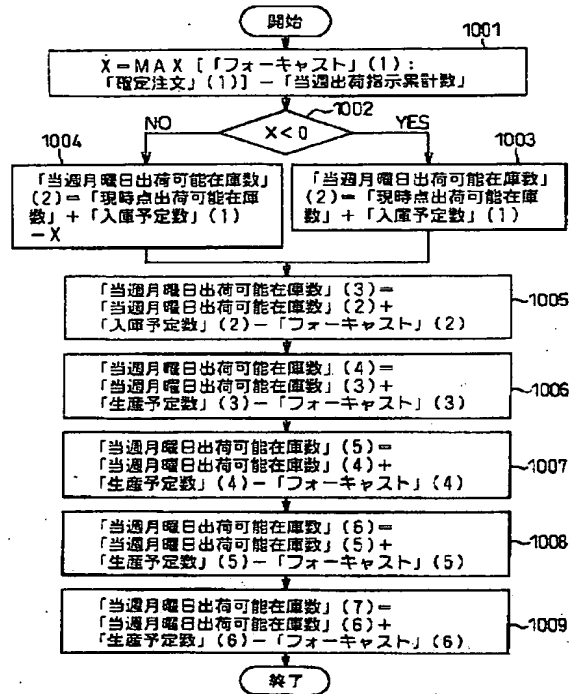 開始
1001
X=MAX[「フォーキャスト」(1):
「確定注文」(1)]-「当週出荷指示累計数」
1002
NO
X<0
YES
1004
1003
「当週月曜日出荷可能在庫数」
(2)=「現時点出荷可能在庫
数」+「入庫予定数」(1)
-X
「当週月曜日出荷可能在庫数」
(2)=「現時点出荷可能在庫
数」+「入庫予定数」(1)
「当週月曜日出荷可能在庫数」(3)=
「当週月曜日出荷可能在庫数」(2)+
「入庫予定数」(2)-「フォーキャスト」(2)
1005
「当週月曜日出荷可能在庫数」(4)=
「当週月曜日出荷可能在庫数」(3)+
「生産予定数」(3)-「フォーキャスト」(3)
1006
「当週月曜日出荷可能在庫数」(5)=
「当週月曜日出荷可能在庫数」(4)+
「生産予定数」(4)-「フォーキャスト」(4)
1007
「当週月曜日出荷可能在庫数」(6)=
「当週月曜日出荷可能在庫数」(5)+
「生産予定数」(5)-「フォーキャスト」(5)
1008
「当週月曜日出荷可能在庫数」(7)=
「当週月曜日出荷可能在庫数」(6)+
「生産予定数」(6)-「フォーキャスト」(6)
1009
終了